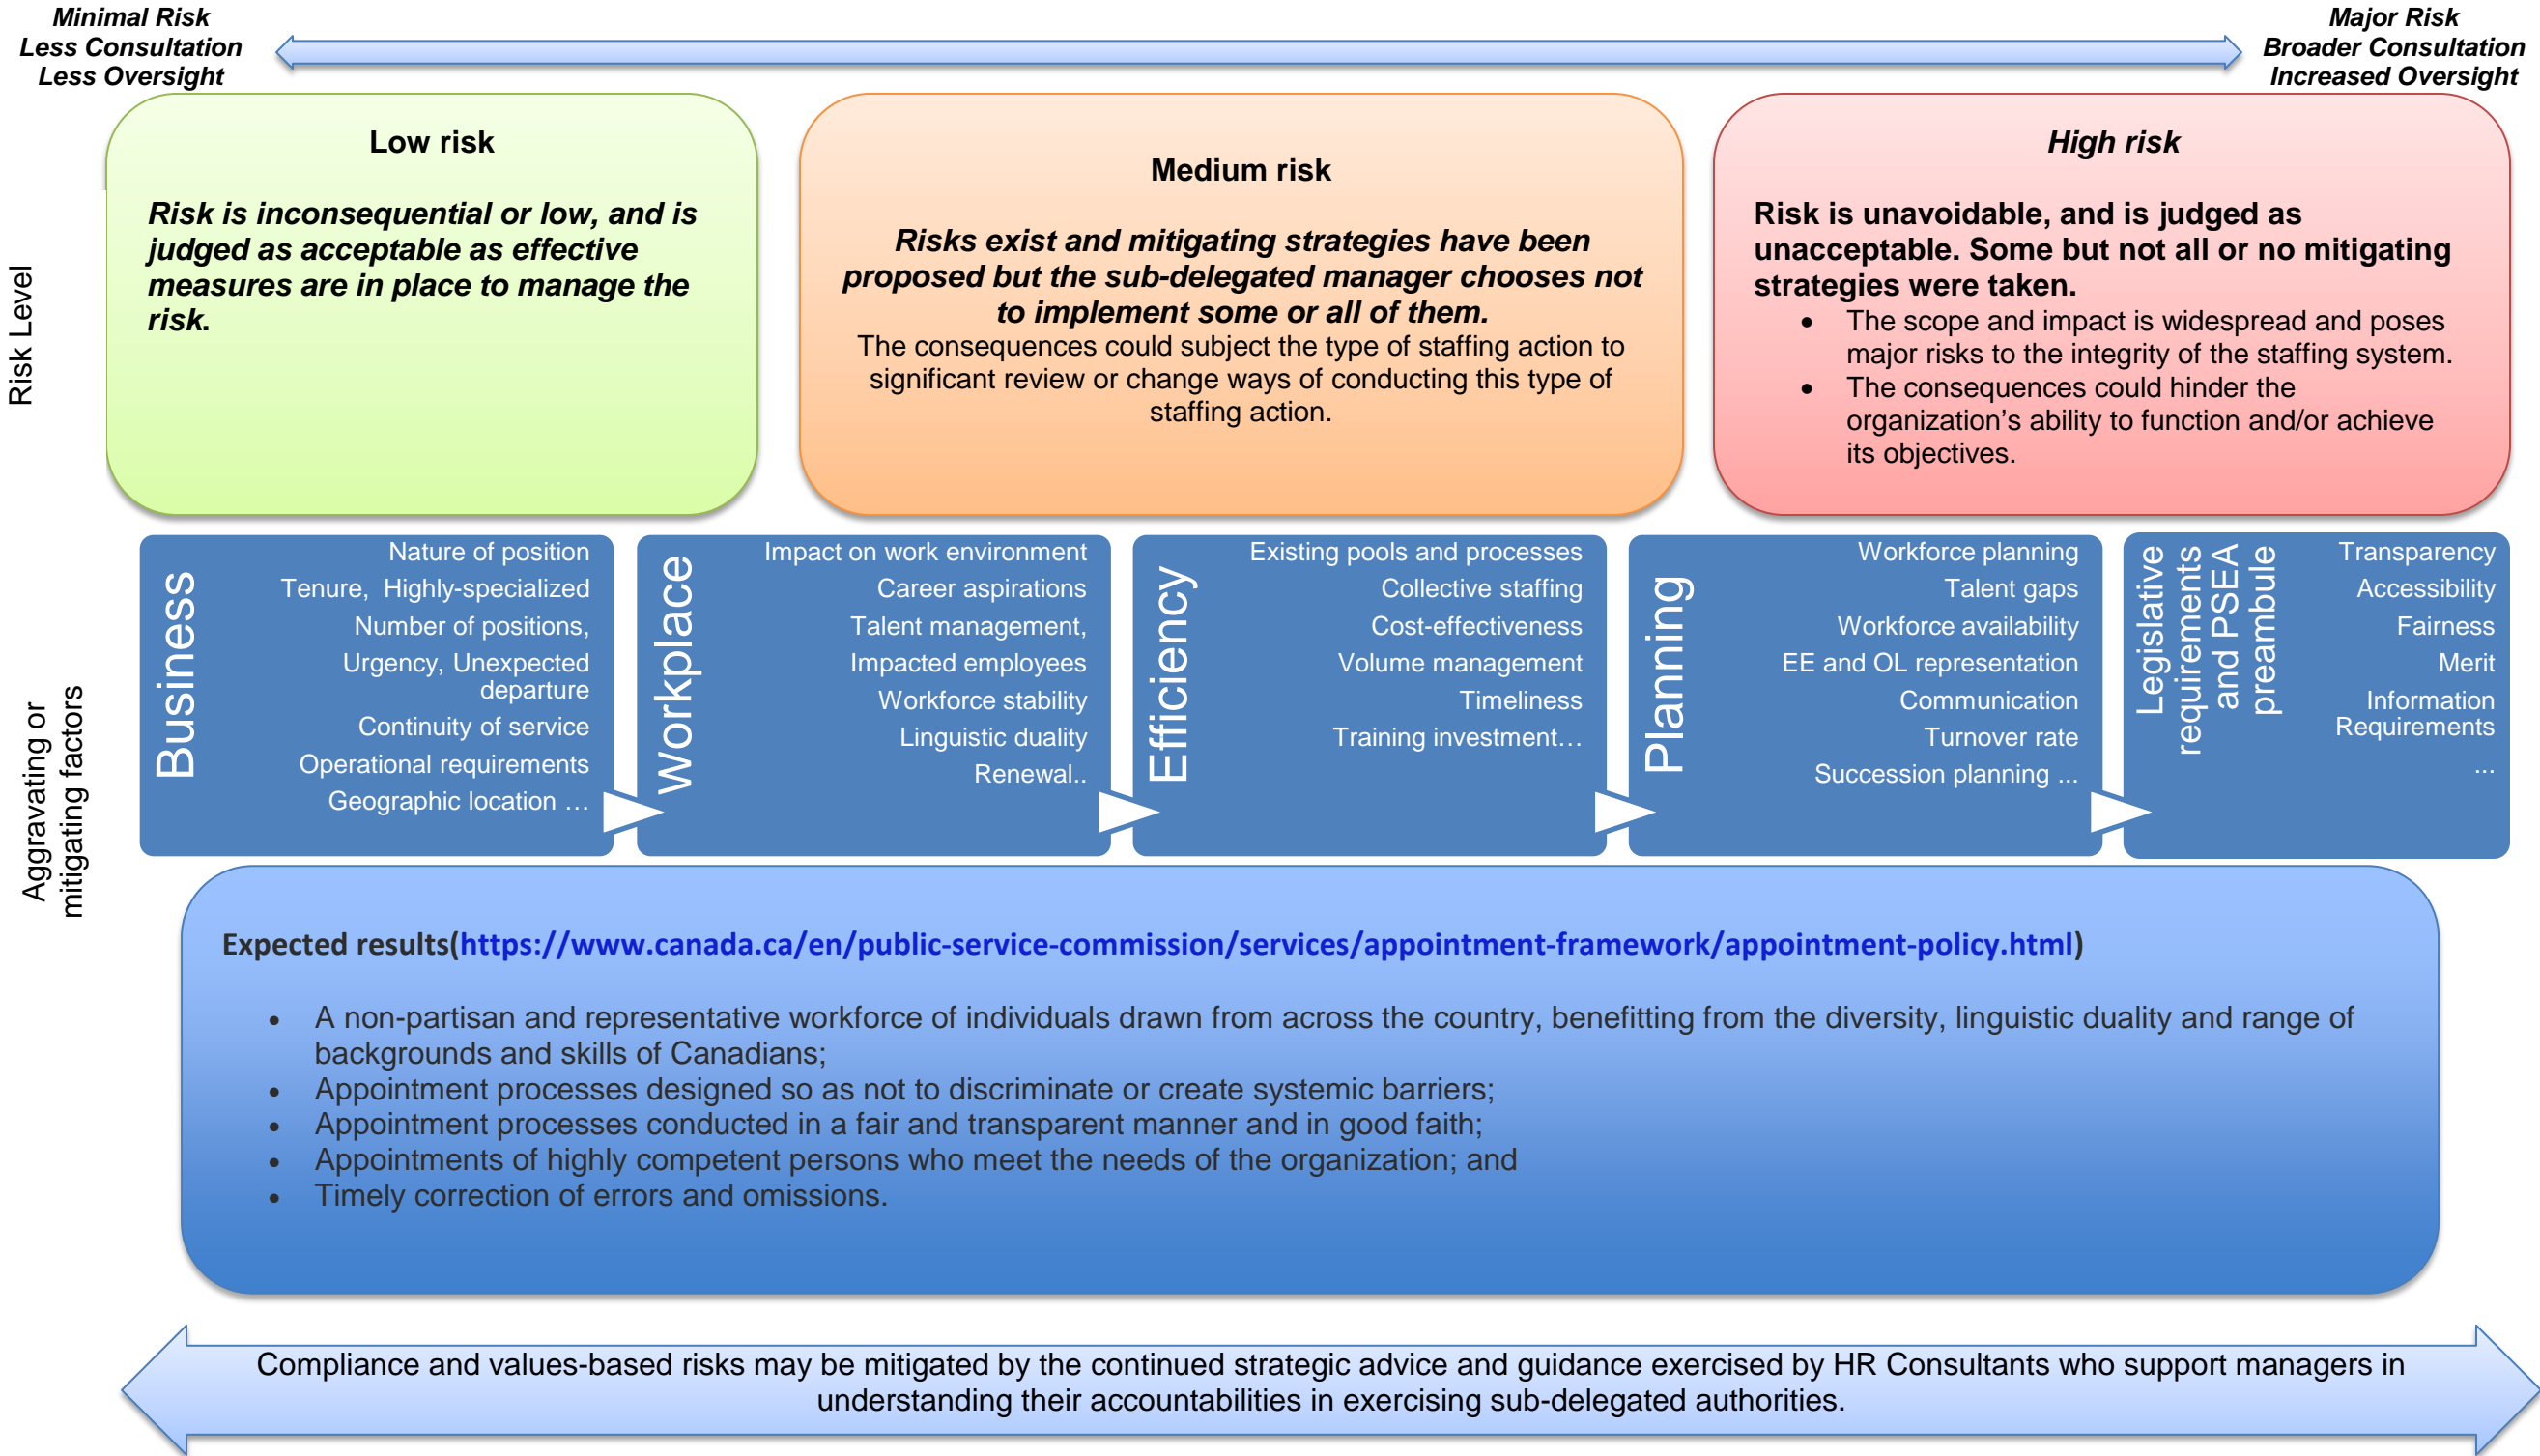 Minimal Risk
Less Consultation
Less Oversight
Major Risk
Broader Consultation
Increased Oversight
Risk Level
Low risk
Risk is inconsequential or low, and is
judged as acceptable as effective
measures are in place to manage the
risk.
Medium risk
Risks exist and mitigating strategies have been
proposed but the sub-delegated manager chooses not
to implement some or all of them.
The consequences could subject the type of staffing action to
significant review or change ways of conducting this type of
staffing action.
High risk
Risk is unavoidable, and is judged as
unacceptable. Some but not all or no mitigating
strategies were taken.
• The scope and impact is widespread and poses
major risks to the integrity of the staffing system.
• The consequences could hinder the
organization’s ability to function and/or achieve
its objectives.
Aggravating or
mitigating factors
Business
Nature of position
Tenure, Highly-specialized
Number of positions,
Urgency, Unexpected
departure
Continuity of service
Operational requirements
Geographic location …
Workplace
Impact on work environment
Career aspirations
Talent management,
Impacted employees
Workforce stability
Linguistic duality
Renewal..
Efficiency
Existing pools and processes
Collective staffing
Cost-effectiveness
Volume management
Timeliness
Training investment…
Planning
Workforce planning
Talent gaps
Workforce availability
EE and OL representation
Communication
Turnover rate
Succession planning ...
Legislative
requirements
and PSEA
preambule
Transparency
Accessibility
Fairness
Merit
Information
Requirements
...
Expected results(https://www.canada.ca/en/public-service-commission/services/appointment-framework/appointment-policy.html)
• A non-partisan and representative workforce of individuals drawn from across the country, benefitting from the diversity, linguistic duality and range of
backgrounds and skills of Canadians;
• Appointment processes designed so as not to discriminate or create systemic barriers;
• Appointment processes conducted in a fair and transparent manner and in good faith;
• Appointments of highly competent persons who meet the needs of the organization; and
• Timely correction of errors and omissions.
Compliance and values-based risks may be mitigated by the continued strategic advice and guidance exercised by HR Consultants who support managers in
understanding their accountabilities in exercising sub-delegated authorities.